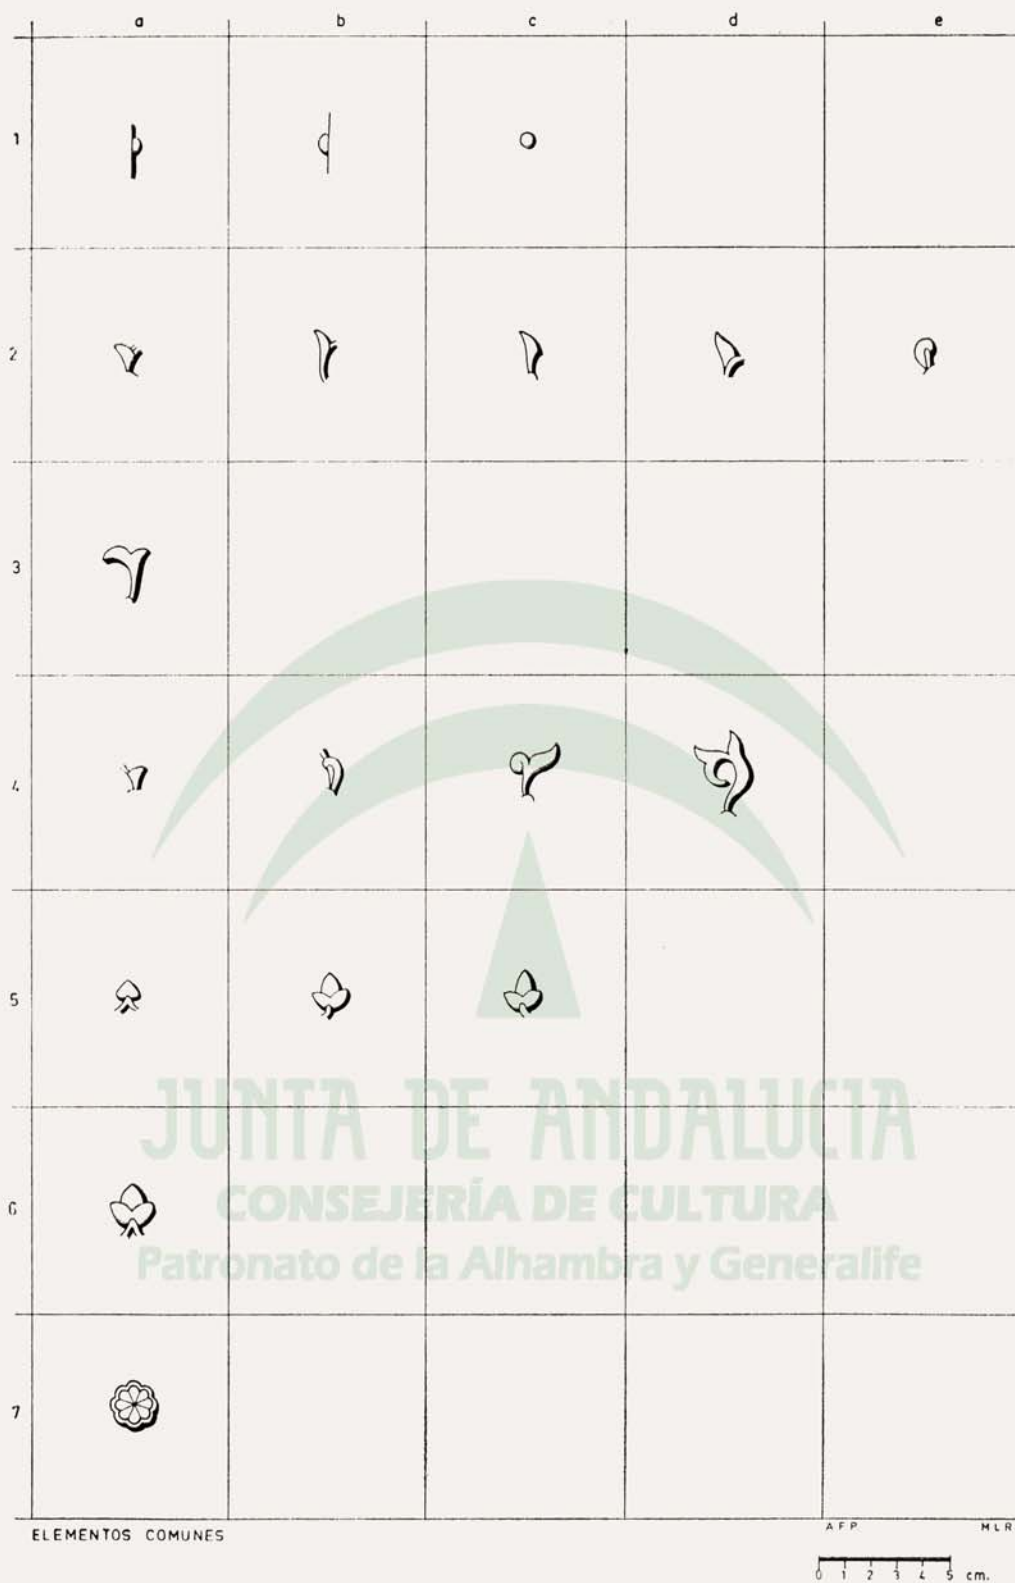 a b c d e
1
2
3
4
5
JUNTA DE ANDALUCIA
CONSEJERÍA DE CULTURA
6
Patronato de la Alhambra y Generalife
7
ELEMENTOS COMUNES
AFP MLR
0 1 2 3 4 5 cm.